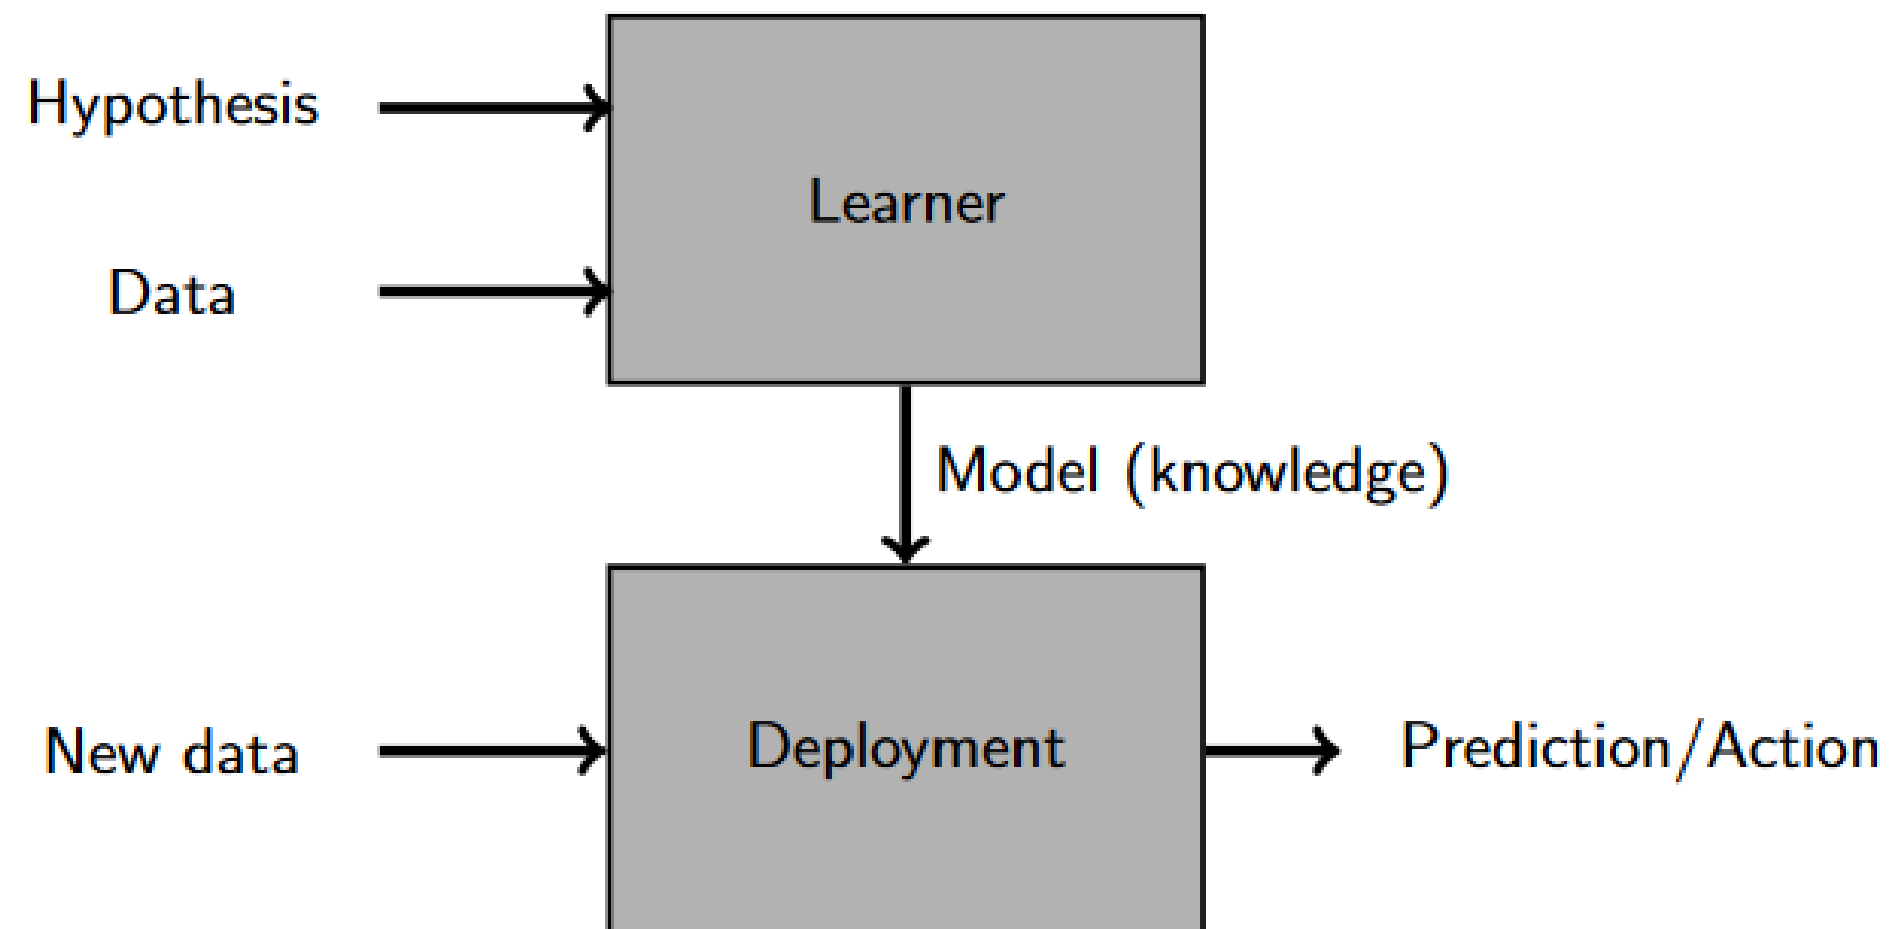 Hypothesis
Learner
Data
Model (knowledge)
New data
Deployment
Prediction/Action